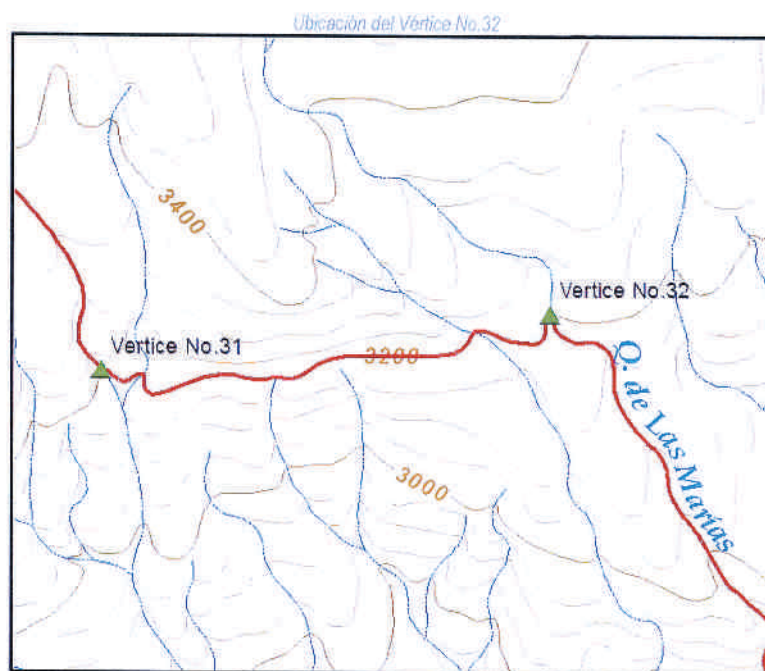 Ubicación del Vértice No.32
3400
Vertice No.32
Vertice No.31
3200
Q. de Las Marías
3000